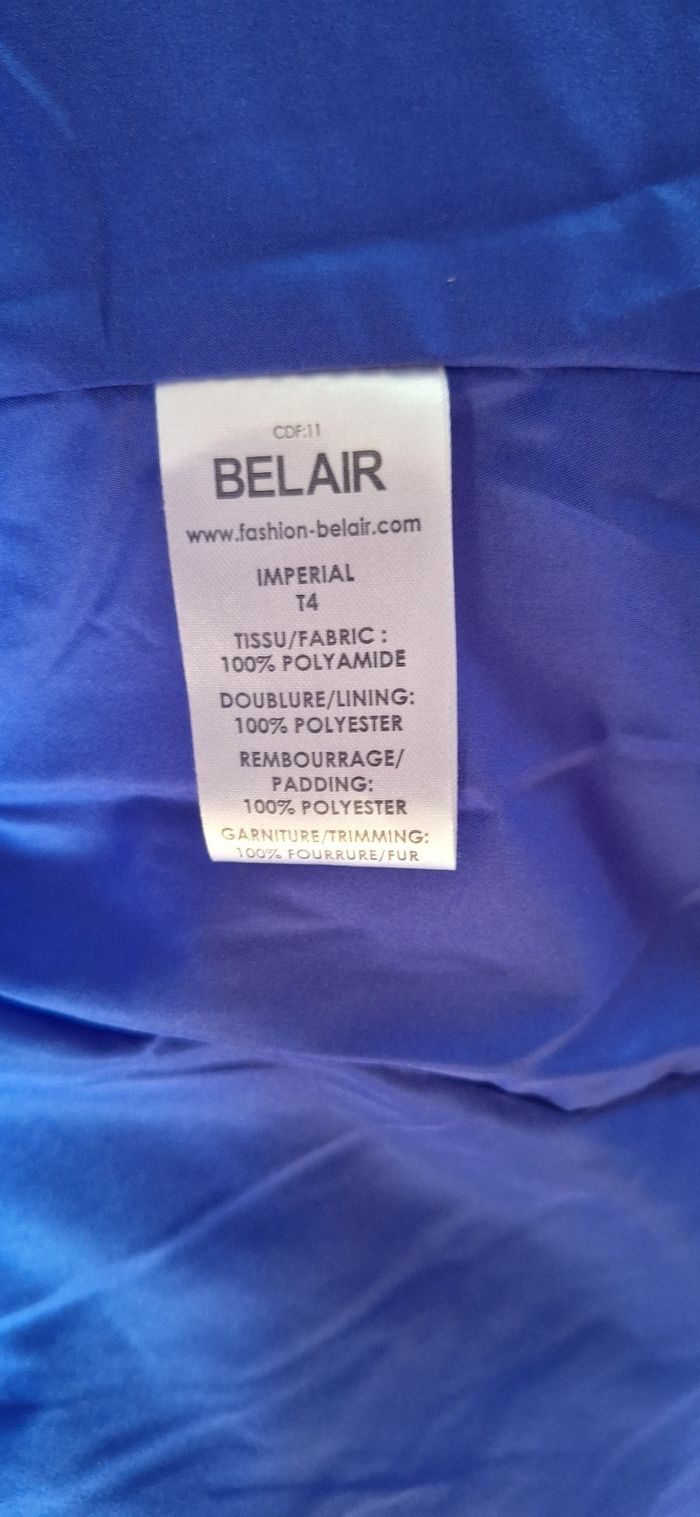 CDF:11
BELAIR
www.fashion-belair.com
IMPERIAL
T4
TISSU/FABRIC :
100% POLYAMIDE
DOUBLURE/LINING:
100% POLYESTER
REMBOURRAGE/
PADDING:
100% POLYESTER
GARNITURE/TRIMMING:
100% FOURRURE/FUR